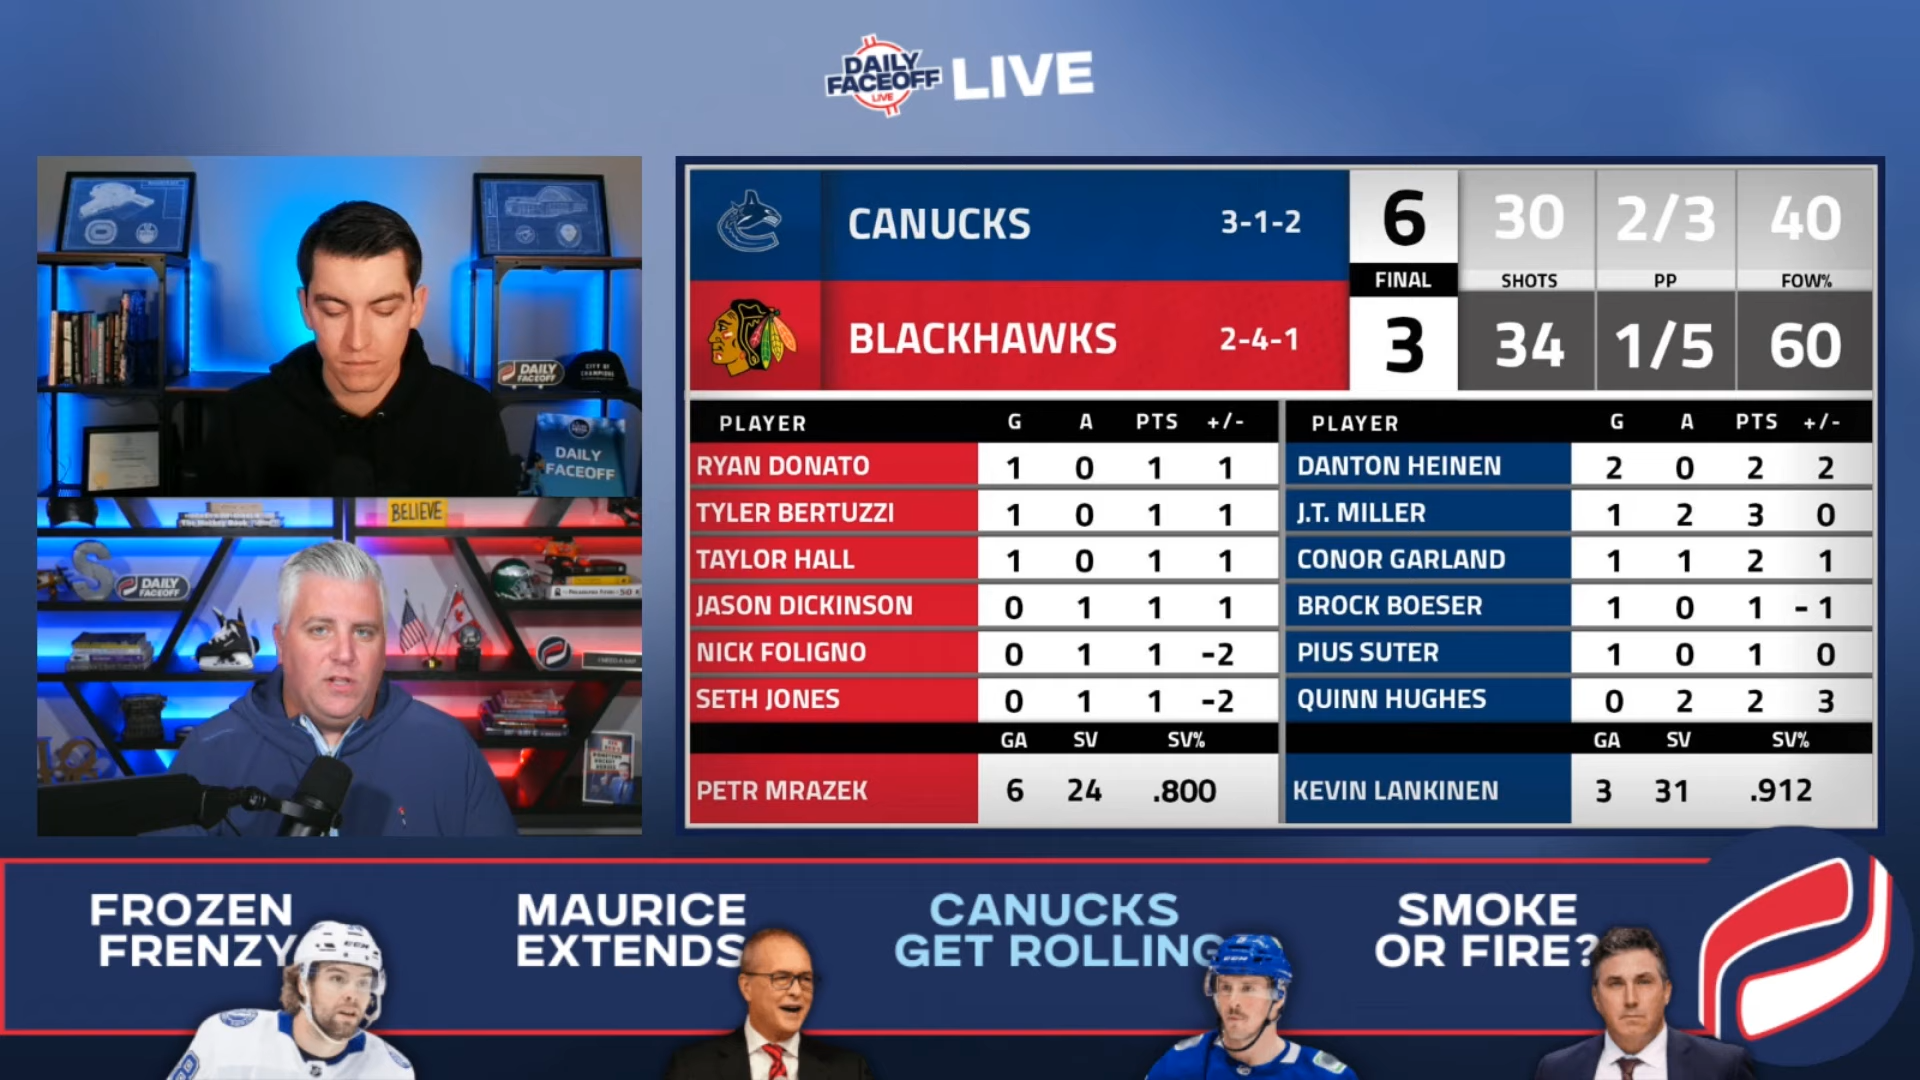 DAILY
FACEOFF
LIVE
LIVE
CANUCKS 3-1-2 6 30 2/3 40
FINAL SHOTS PP FOW%
BLACKHAWKS 2-4-1 3 34 1/5 60
PLAYER G A PTS +/-
RYAN DONATO 1 0 1 1
TYLER BERTUZZI 1 0 1 1
TAYLOR HALL 1 0 1 1
JASON DICKINSON 0 1 1 1
NICK FOLIGNO 0 1 1 -2
SETH JONES 0 1 1 -2
GA SV SV%
PETR MRAZEK 6 24 .800
PLAYER G A PTS +/-
DANTON HEINEN 2 0 2 2
J.T. MILLER 1 2 3 0
CONOR GARLAND 1 1 2 1
BROCK BOESER 1 0 1 -1
PIUS SUTER 1 0 1 0
QUINN HUGHES 0 2 2 3
GA SV SV%
KEVIN LANKINEN 3 31 .912
DAILY
FACEOFF
CITY OF
CHAMPIONS
DAILY
FACEOFF
BELIEVE
S
DAILY
FACEOFF
FROZEN
FRENZY
MAURICE
EXTENDS
CANUCKS
GET ROLLING
SMOKE
OR FIRE?